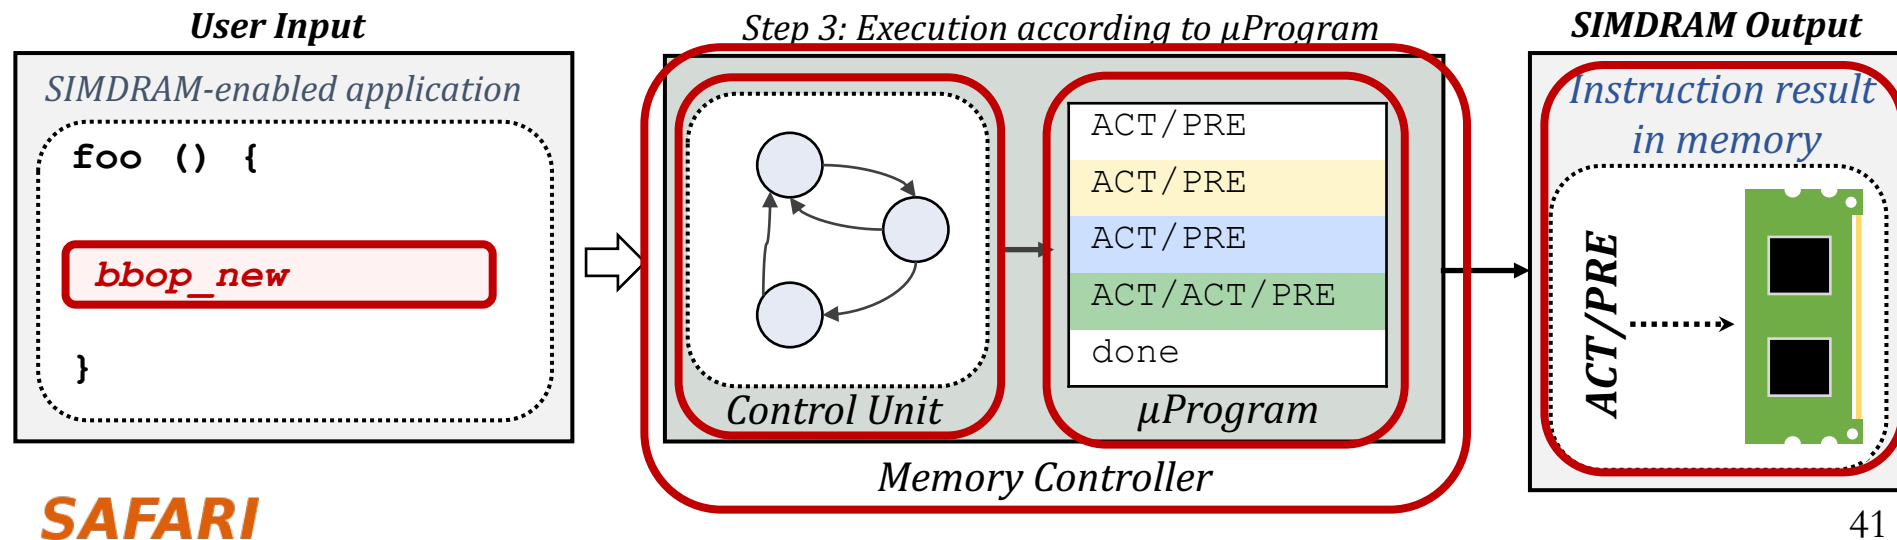 User Input
SIMDRAM-enabled application
foo () {
bbop_new
}
Step 3: Execution according to μProgram
Control Unit
ACT/PRE
ACT/PRE
ACT/PRE
ACT/ACT/PRE
done
μProgram
Memory Controller
SIMDRAM Output
Instruction result
in memory
ACT/PRE
SAFARI
41